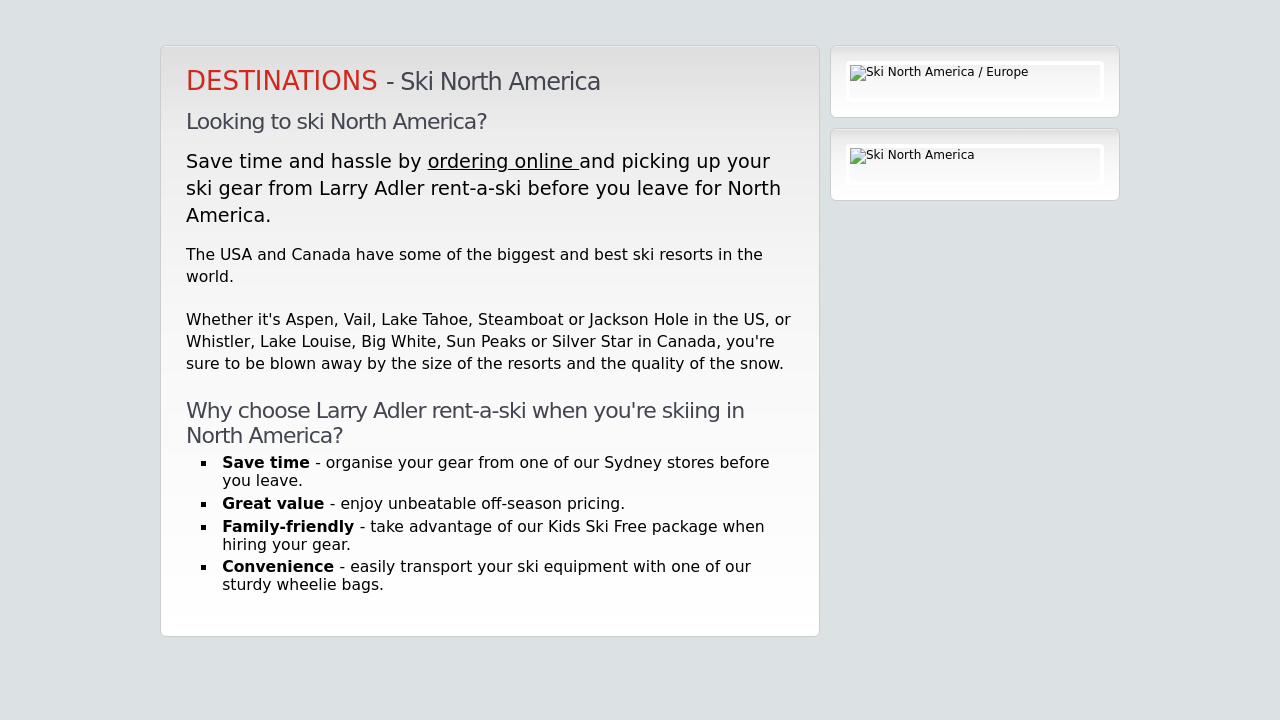 DESTINATIONS - Ski North America
Looking to ski North America?
Save time and hassle by ordering online and picking up your
ski gear from Larry Adler rent-a-ski before you leave for North
America.
The USA and Canada have some of the biggest and best ski resorts in the
world.
Whether it's Aspen, Vail, Lake Tahoe, Steamboat or Jackson Hole in the US, or
Whistler, Lake Louise, Big White, Sun Peaks or Silver Star in Canada, you're
sure to be blown away by the size of the resorts and the quality of the snow.
Why choose Larry Adler rent-a-ski when you're skiing in
North America?
Save time - organise your gear from one of our Sydney stores before
you leave.
Great value - enjoy unbeatable off-season pricing.
Family-friendly - take advantage of our Kids Ski Free package when
hiring your gear.
Convenience - easily transport your ski equipment with one of our
sturdy wheelie bags.
Ski North America / Europe
Ski North America